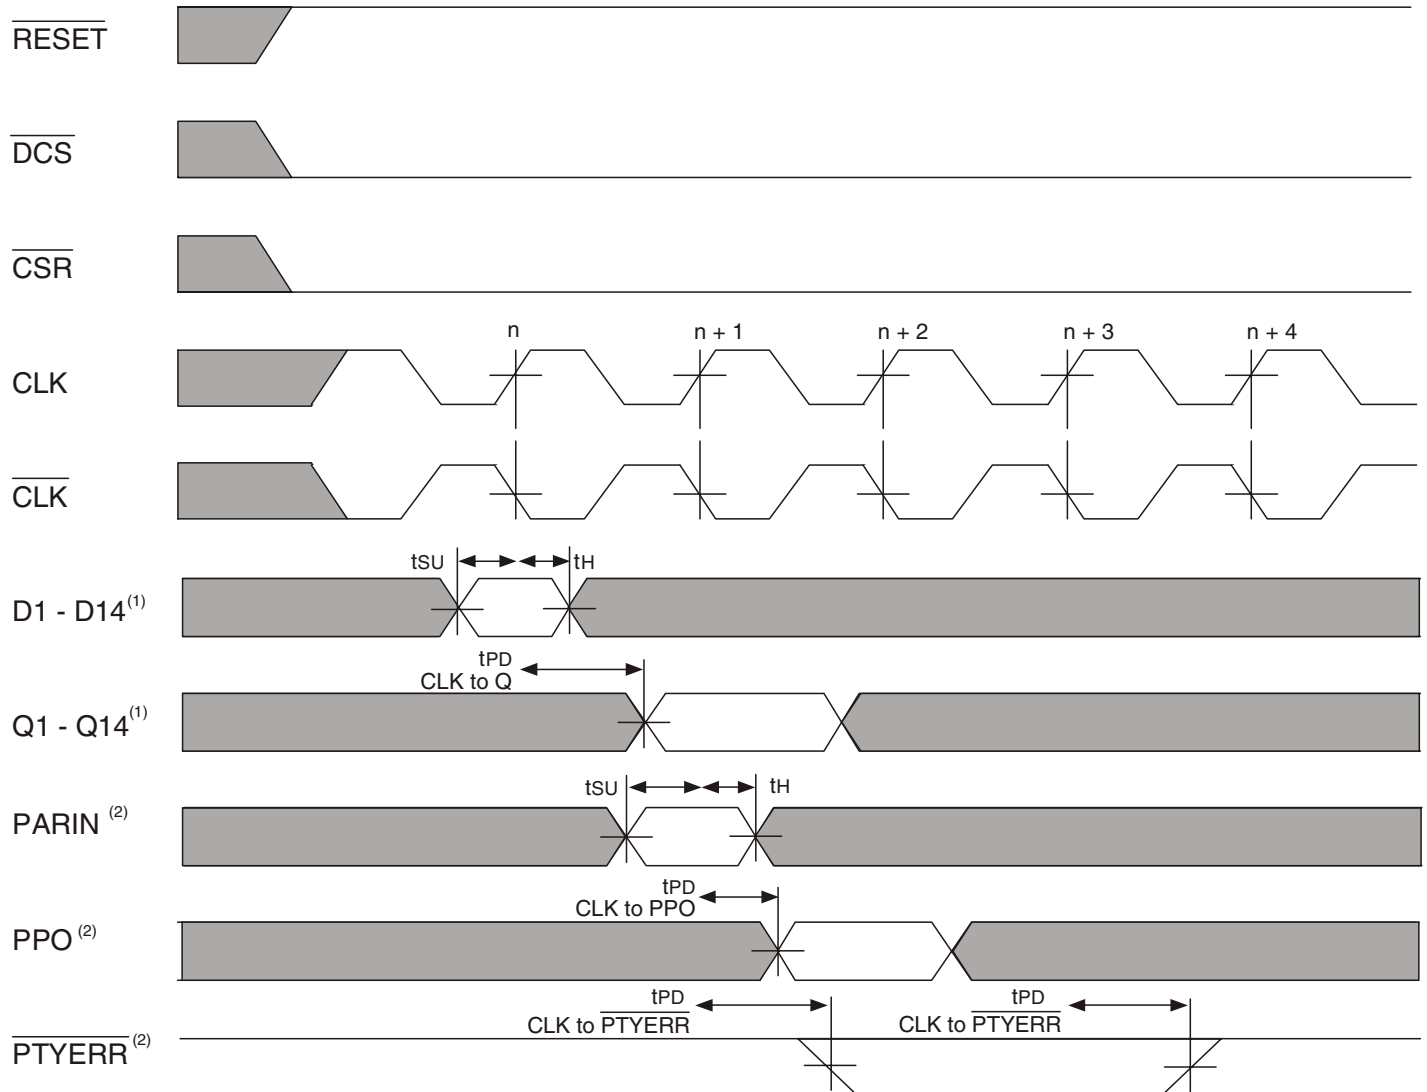 RESET
DCS
CSR
n n + 1 n + 2 n + 3 n + 4
CLK
CLK
tSU tH
D1 - D14(1)
tPD
CLK to Q
Q1 - Q14(1)
tSU tH
PARIN (2)
tPD
CLK to PPO
PPO (2)
tPD tPD
CLK to PTYERR CLK to PTYERR
PTYERR (2)